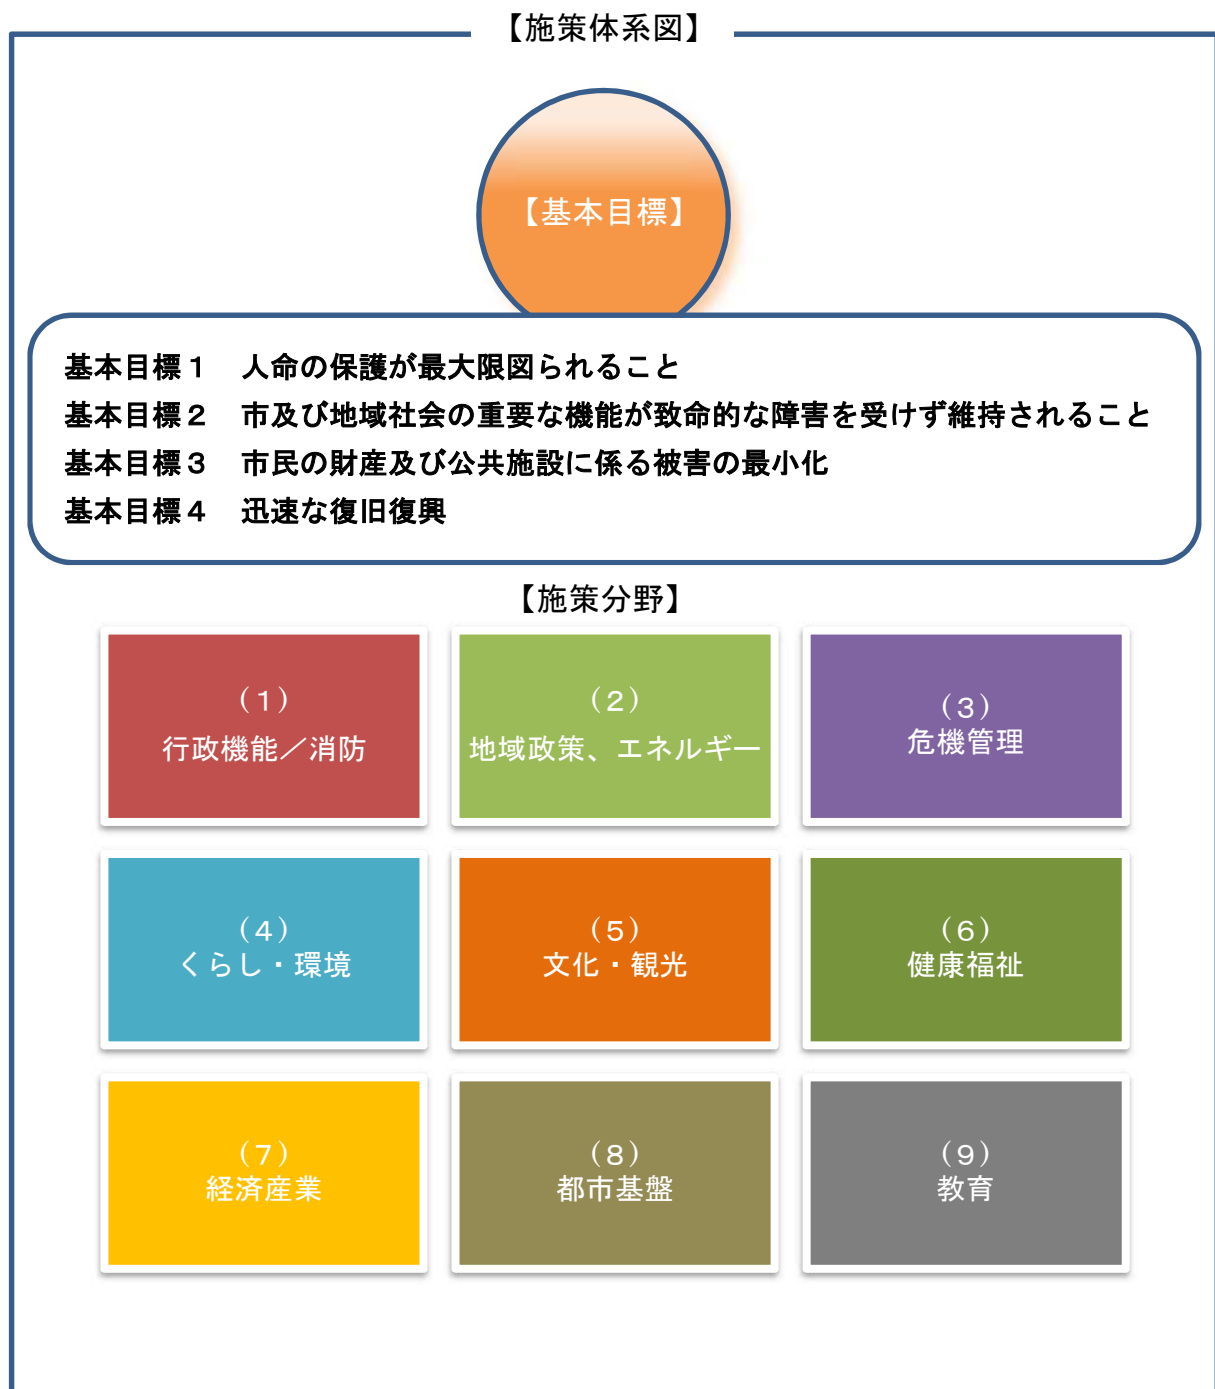 【施策体系図】
【基本目標】
基本目標１　人命の保護が最大限図られること
基本目標２　市及び地域社会の重要な機能が致命的な障害を受けず維持されること
基本目標３　市民の財産及び公共施設に係る被害の最小化
基本目標４　迅速な復旧復興
【施策分野】
（１）
行政機能／消防
（２）
地域政策、エネルギー
（３）
危機管理
（４）
くらし・環境
（５）
文化・観光
（６）
健康福祉
（７）
経済産業
（８）
都市基盤
（９）
教育